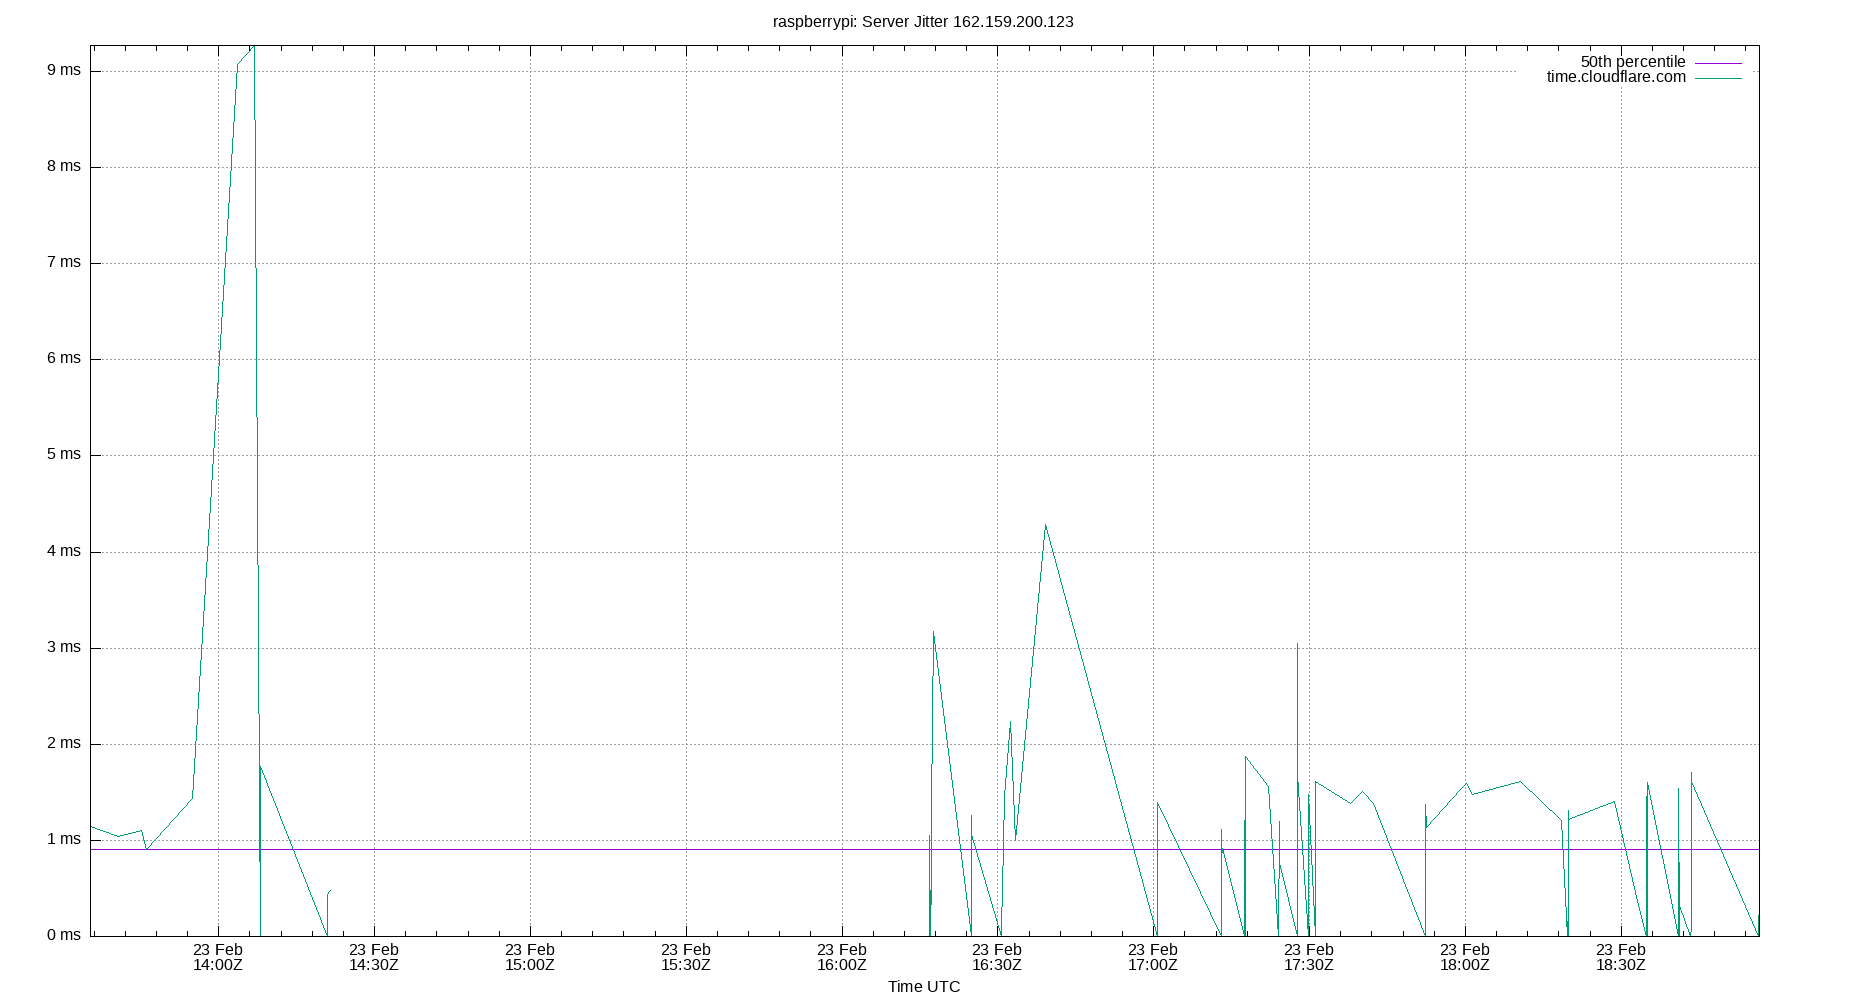 raspberrypi: Server Jitter 162.159.200.123
50th percentile
time.cloudflare.com
9 ms
8 ms
7 ms
6 ms
5 ms
4 ms
3 ms
2 ms
1 ms
0 ms
23 Feb 23 Feb 23 Feb 23 Feb 23 Feb 23 Feb 23 Feb 23 Feb 23 Feb 23 Feb
14:00Z 14:30Z 15:00Z 15:30Z 16:00Z 16:30Z 17:00Z 17:30Z 18:00Z 18:30Z
Time UTC